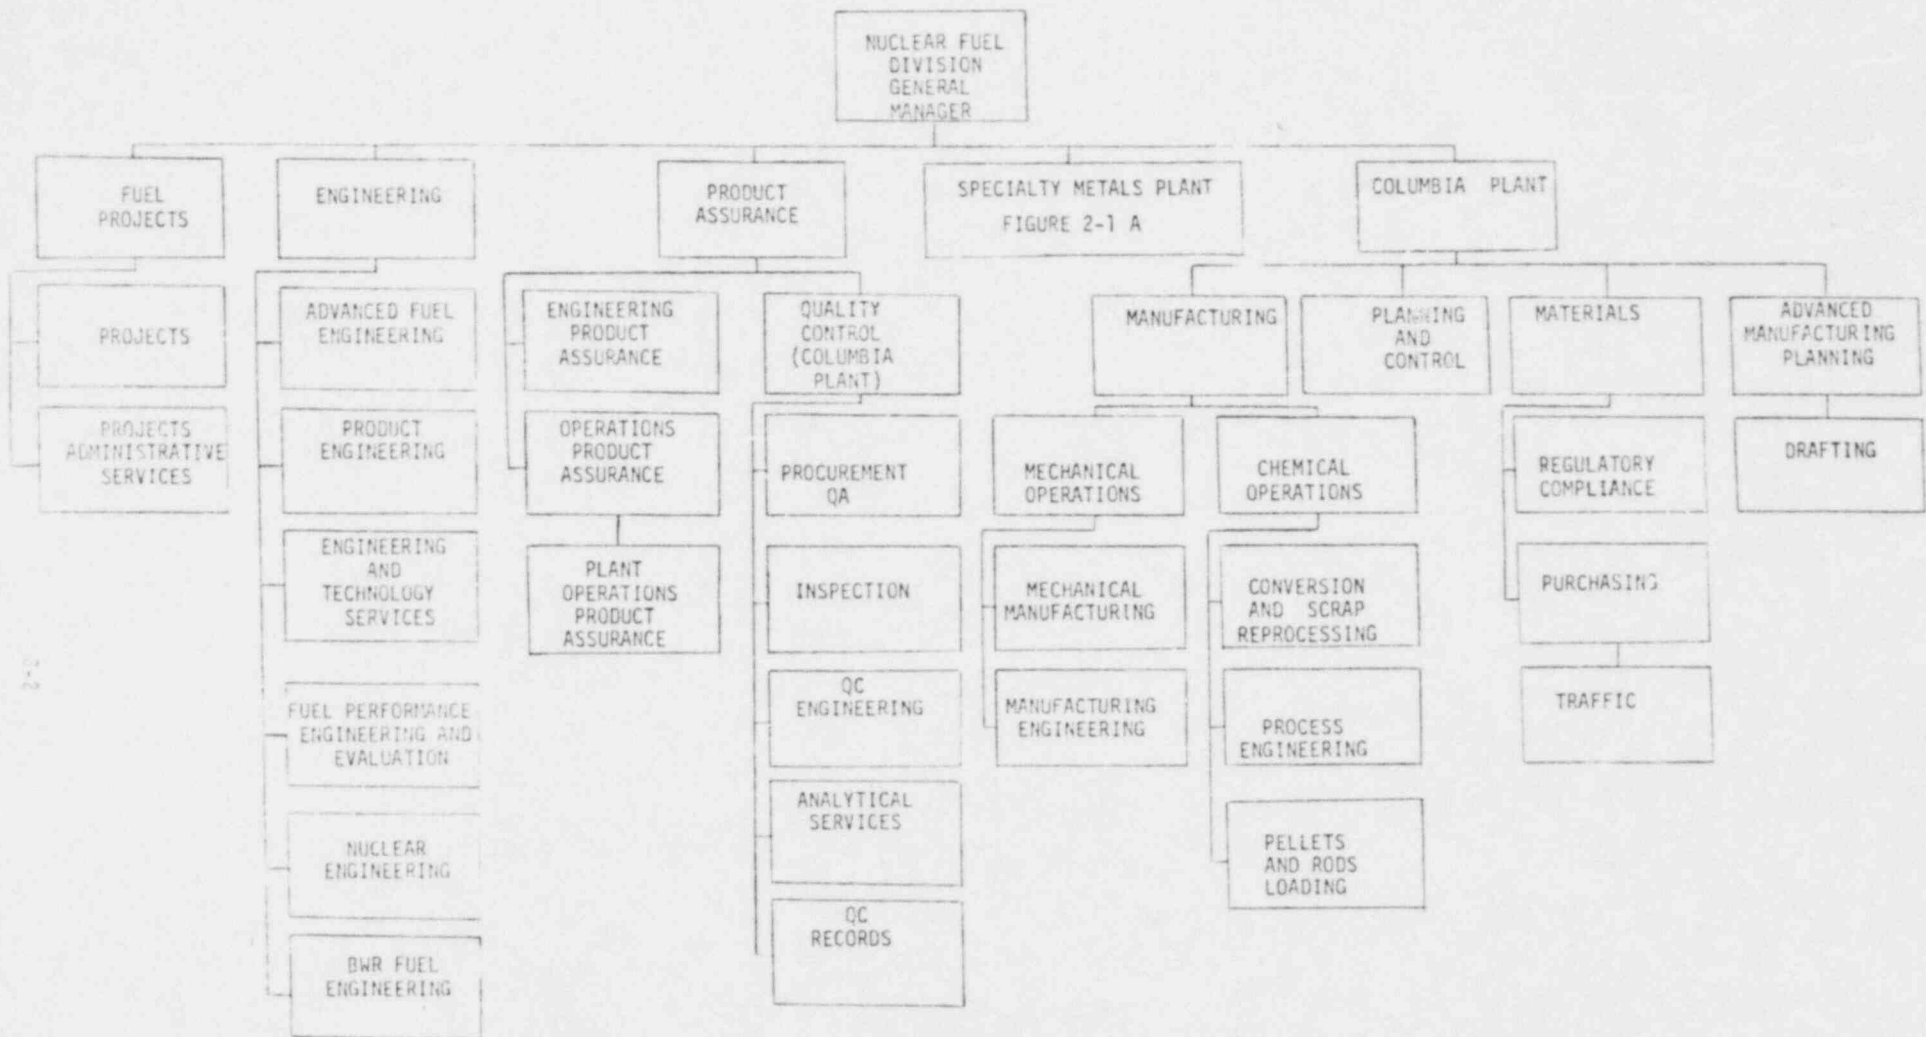 NUCLEAR FUEL
DIVISION
GENERAL
MANAGER
FUEL
PROJECTS
ENGINEERING
PRODUCT
ASSURANCE
SPECIALTY METALS PLANT
FIGURE 2-1 A
COLUMBIA PLANT
PROJECTS
PROJECTS
ADMINISTRATIVE
SERVICES
ADVANCED FUEL
ENGINEERING
PRODUCT
ENGINEERING
ENGINEERING
AND
TECHNOLOGY
SERVICES
FUEL PERFORMANCE
ENGINEERING AND
EVALUATION
NUCLEAR
ENGINEERING
BWR FUEL
ENGINEERING
ENGINEERING
PRODUCT
ASSURANCE
OPERATIONS
PRODUCT
ASSURANCE
PLANT
OPERATIONS
PRODUCT
ASSURANCE
QUALITY
CONTROL
(COLUMBIA
PLANT)
PROCUREMENT
QA
INSPECTION
QC
ENGINEERING
ANALYTICAL
SERVICES
QC
RECORDS
MANUFACTURING
MECHANICAL
OPERATIONS
MECHANICAL
MANUFACTURING
MANUFACTURING
ENGINEERING
CHEMICAL
OPERATIONS
CONVERSION
AND SCRAP
REPROCESSING
PROCESS
ENGINEERING
PELLETS
AND RODS
LOADING
PLANNING
AND
CONTROL
MATERIALS
REGULATORY
COMPLIANCE
PURCHASING
TRAFFIC
ADVANCED
MANUFACTURING
PLANNING
DRAFTING